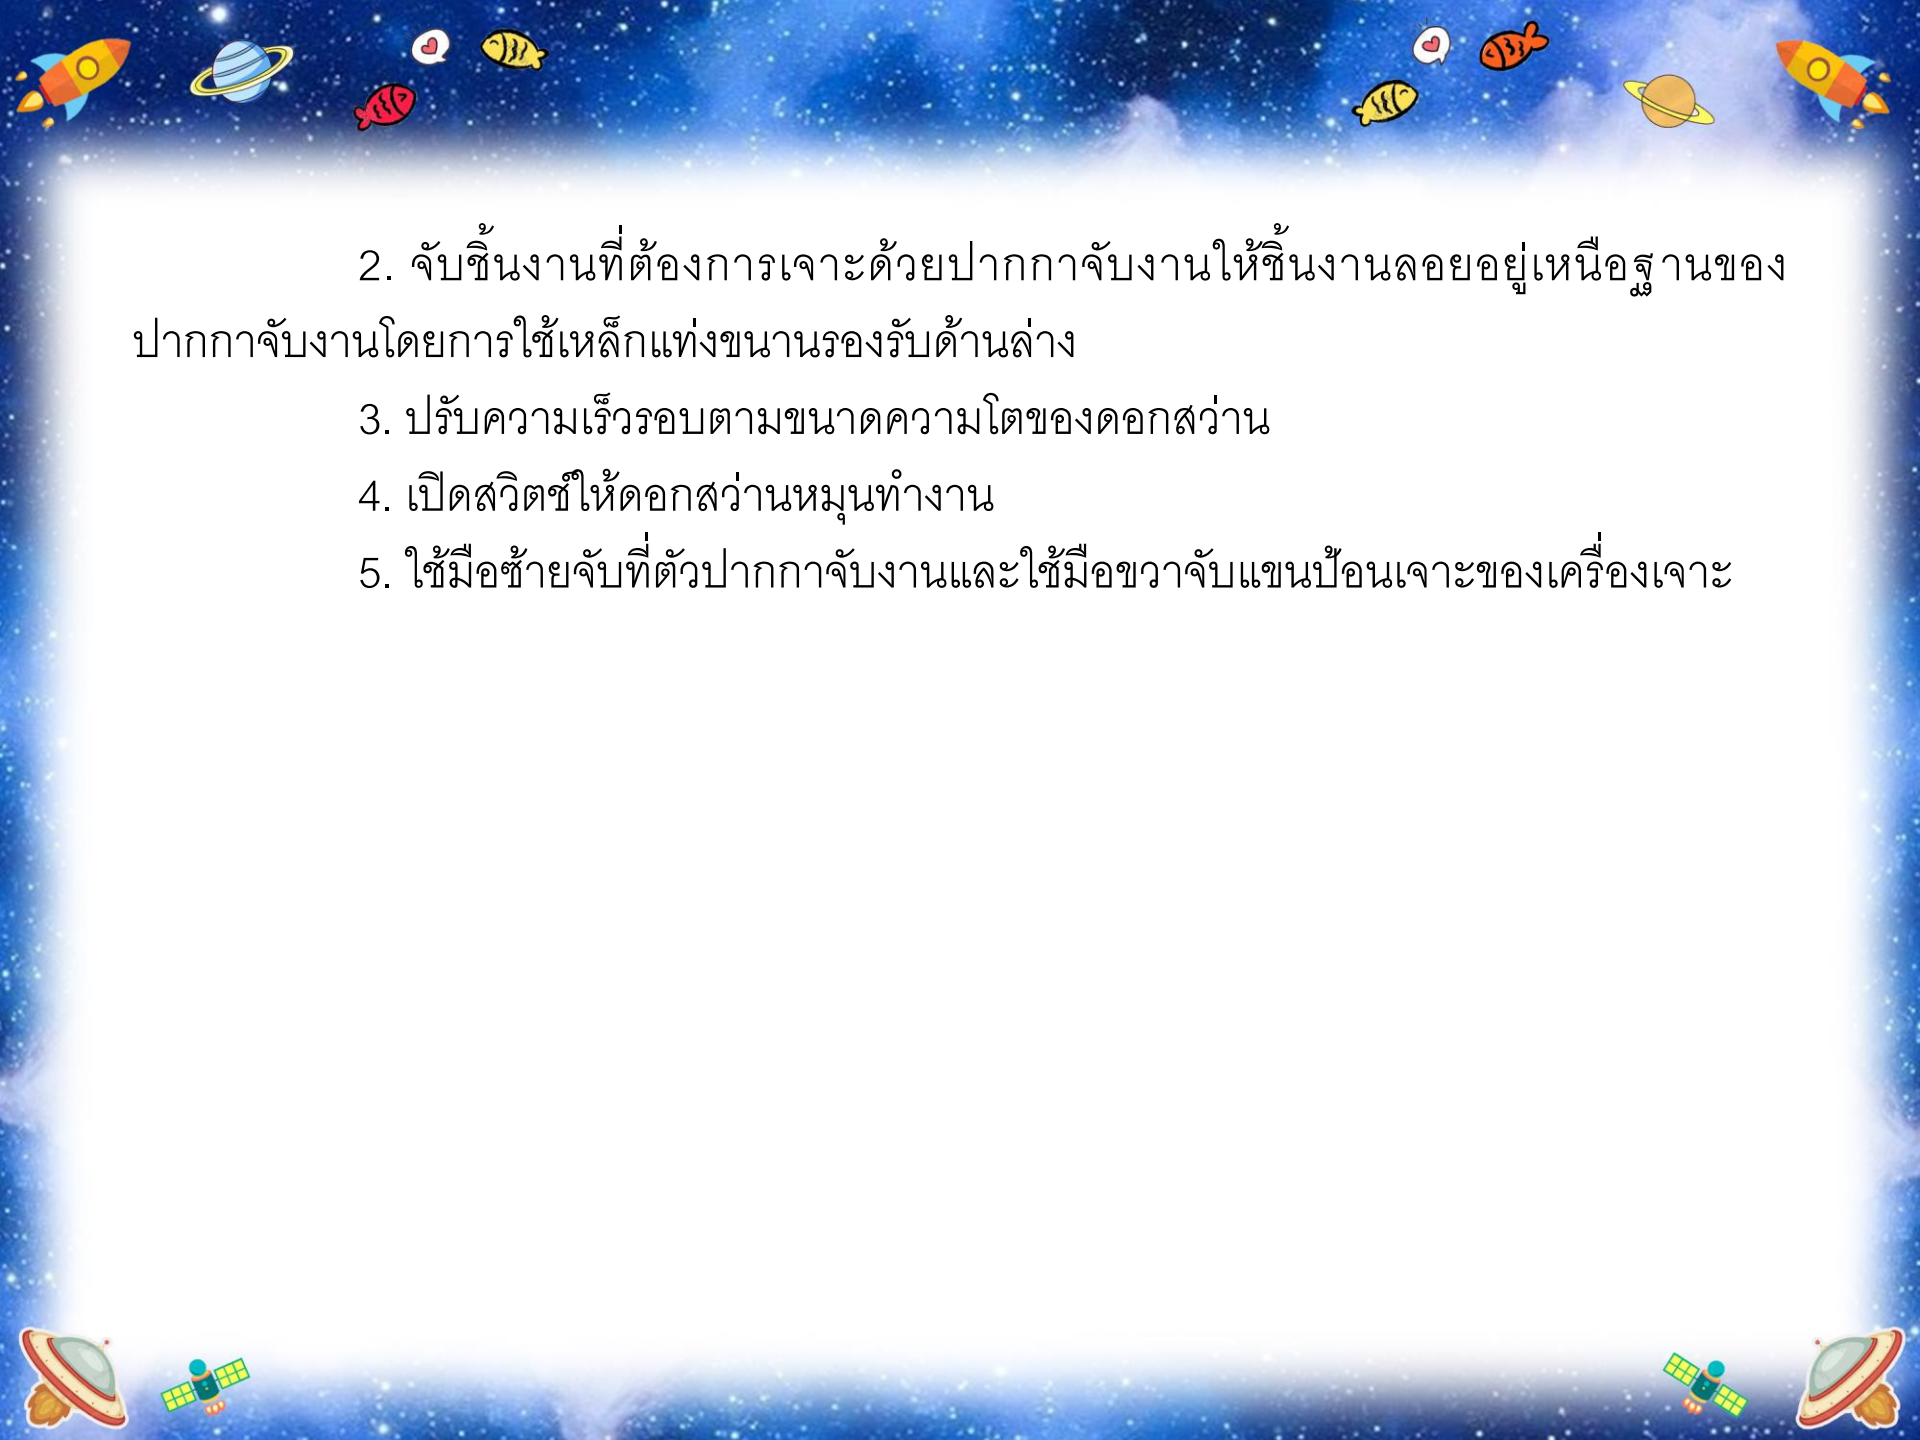 2. จับชิ้นงานที่ต้องการเจาะด้วยปากกาจับงานให้ชิ้นงานลอยอยู่เหนือฐานของ
ปากกาจับงานโดยการใช้เหล็กแท่งขนานรองรับด้านล่าง
3. ปรับความเร็วรอบตามขนาดความโตของดอกสว่าน
4. เปิดสวิตช์ให้ดอกสว่านหมุนทำงาน
5. ใช้มือซ้ายจับที่ตัวปากกาจับงานและใช้มือขวาจับแขนป้อนเจาะของเครื่องเจาะ